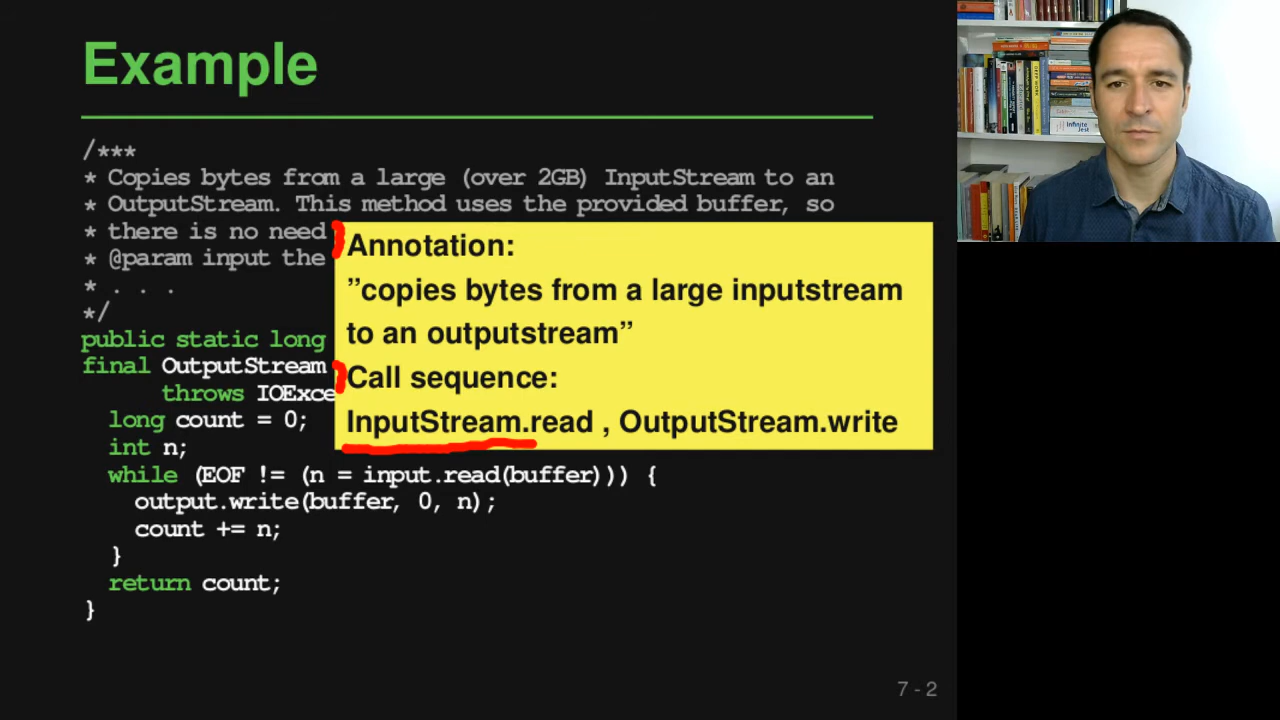 Example
/***
* Copies bytes from a large (over 2GB) InputStream to an
* OutputStream. This method uses the provided buffer, so
* there is no need
* @param input the
* . . .
*/
public static long
final OutputStream
throws IOExce
long count = 0;
int n;
while (EOF != (n = input.read(buffer))) {
output.write(buffer, 0, n);
count += n;
}
return count;
}
Annotation:
”copies bytes from a large inputstream
to an outputstream”
Call sequence:
InputStream.read , OutputStream.write
7 - 2
Infinite
Jest